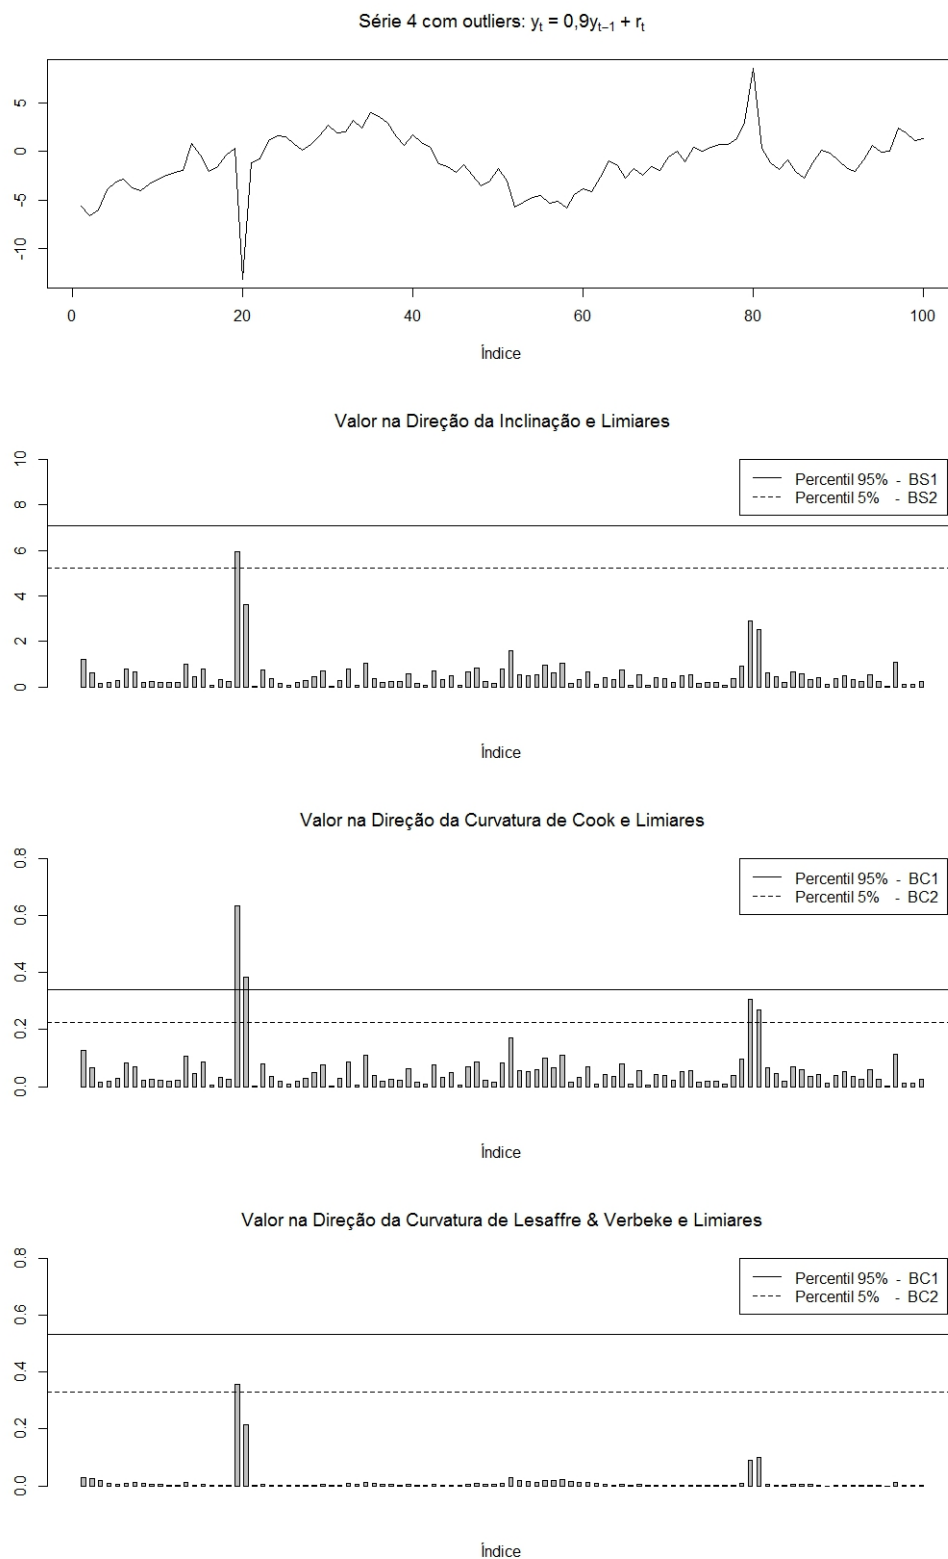 Série 4 com outliers: yₜ = 0,9yₜ₋₁ + rₜ
5
0
-5
-10
0 20 40 60 80 100
Índice
Valor na Direção da Inclinação e Limiares
10
8
6
4
2
0
Percentil 95% - BS1
Percentil 5% - BS2
Índice
Valor na Direção da Curvatura de Cook e Limiares
0.8
0.6
0.4
0.2
0.0
Percentil 95% - BC1
Percentil 5% - BC2
Índice
Valor na Direção da Curvatura de Lesaffre & Verbeke e Limiares
0.8
0.6
0.4
0.2
0.0
Percentil 95% - BC1
Percentil 5% - BC2
Índice